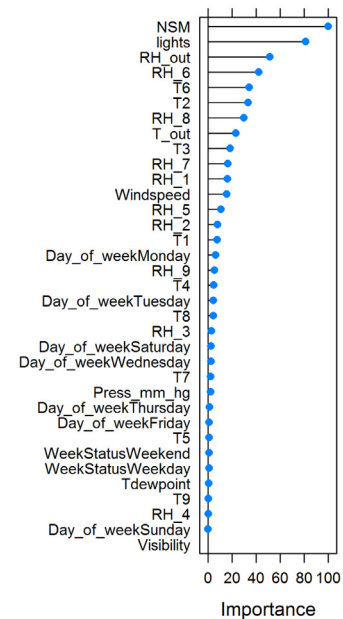 NSM
lights
RH_out
RH_6
T6
T2
RH_8
T_out
T3
RH_7
RH_1
Windspeed
RH_5
RH_2
T1
Day_of_weekMonday
RH_9
T4
Day_of_weekTuesday
T8
RH_3
Day_of_weekSaturday
Day_of_weekWednesday
T7
Press_mm_hg
Day_of_weekThursday
Day_of_weekFriday
T5
WeekStatusWeekend
WeekStatusWeekday
Tdewpoint
T9
RH_4
Day_of_weekSunday
Visibility
0 20 40 60 80 100
Importance